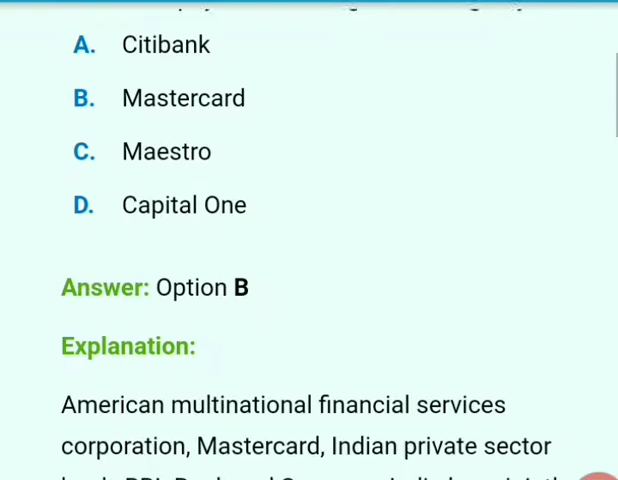 A. Citibank
B. Mastercard
C. Maestro
D. Capital One
Answer: Option B
Explanation:
American multinational financial services
corporation, Mastercard, Indian private sector